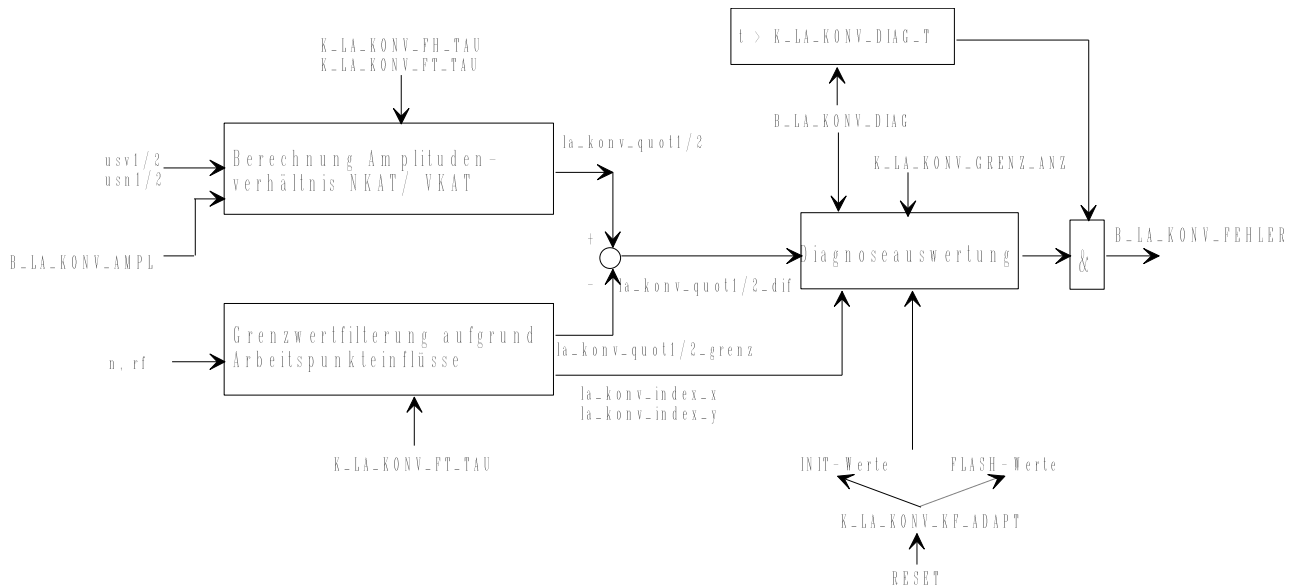 K_LA_KONV_FH_TAU
K_LA_KONV_FT_TAU
t > K_LA_KONV_DIAG_T
B_LA_KONV_DIAG
usv1/2
usn1/2
Berechnung Amplituden-
verhältnis NKAT/ VKAT
la_konv_quot1/2
K_LA_KONV_GRENZ_ANZ
B_LA_KONV_AMPL
+
-
la_konv_quot1/2_dif
Diagnoseauswertung
&
B_LA_KONV_FEHLER
n, rf
Grenzwertfilterung aufgrund
Arbeitspunkteinflüsse
la_konv_quot1/2_grenz
la_konv_index_x
la_konv_index_y
K_LA_KONV_FT_TAU
INIT-Werte
FLASH-Werte
K_LA_KONV_KF_ADAPT
RESET